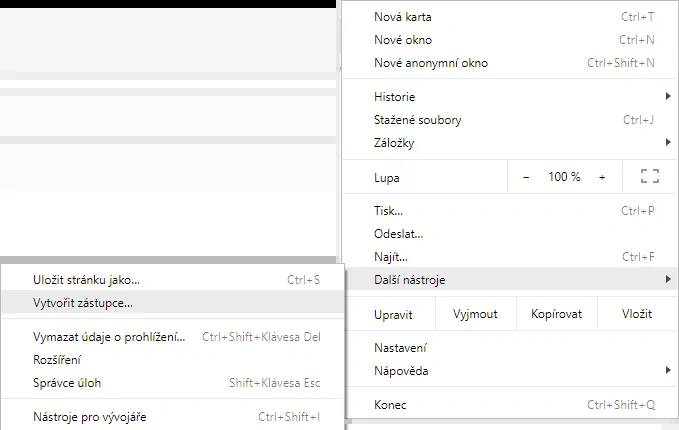 Nová karta Ctrl+T
Nové okno Ctrl+N
Nové anonymní okno Ctrl+Shift+N
Historie
Stažené soubory Ctrl+J
Záložky
Lupa − 100 % +
Tisk... Ctrl+P
Odeslat...
Najít... Ctrl+F
Další nástroje
Upravit Vyjmout Kopírovat Vložit
Nastavení
Nápověda
Konec Ctrl+Shift+Q
Uložit stránku jako... Ctrl+S
Vytvořit zástupce...
Vymazat údaje o prohlížení... Ctrl+Shift+Klávesa Del
Rozšíření
Správce úloh Shift+Klávesa Esc
Nástroje pro vývojáře Ctrl+Shift+I